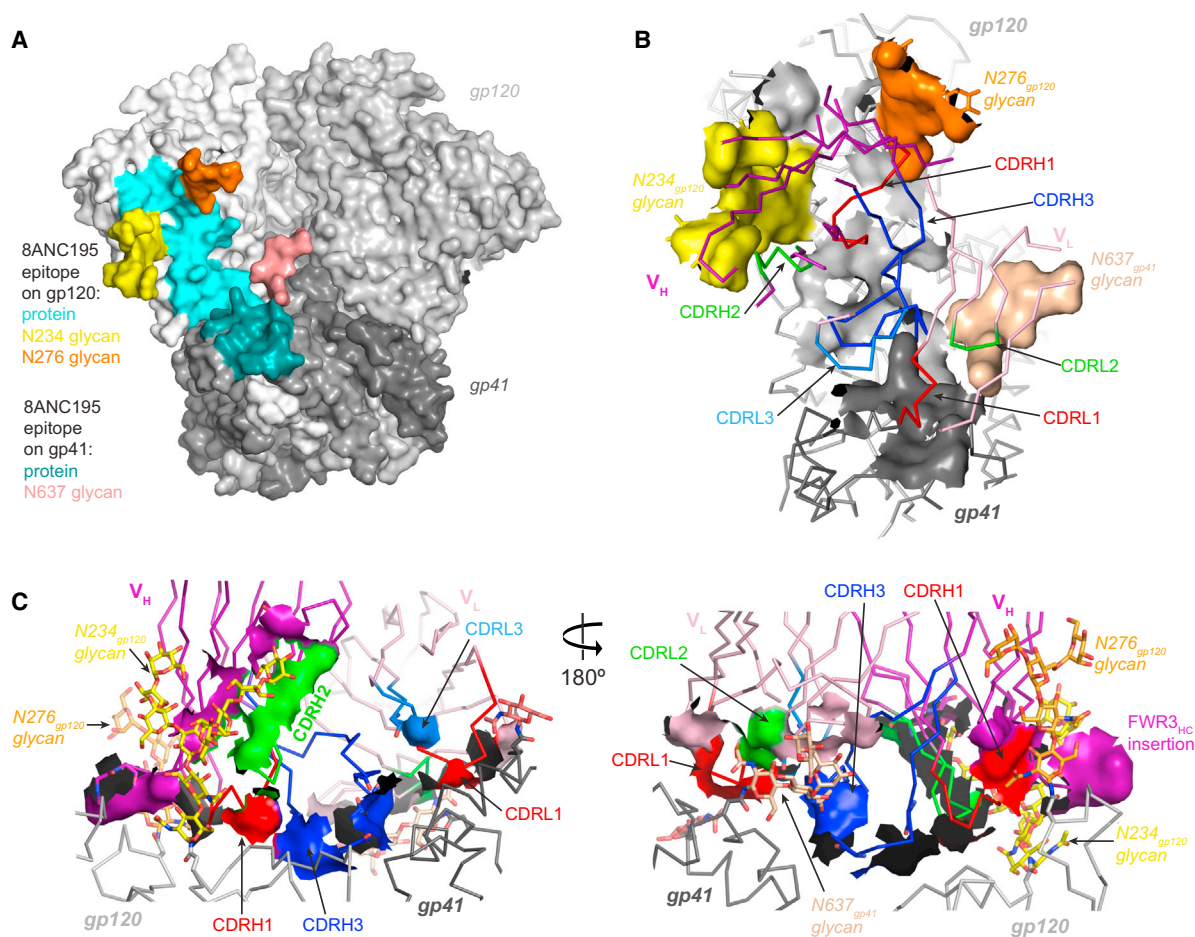 A
gp120
gp41
8ANC195
epitope
on gp120:
protein
N234 glycan
N276 glycan
8ANC195
epitope
on gp41:
protein
N637 glycan
B
gp120
N276gp120
glycan
CDRH1
N234gp120
glycan
CDRH3
VL
N637gp41
glycan
VH
CDRH2
CDRL2
CDRL3
CDRL1
gp41
C
VH
VL
N234gp120
glycan
CDRL3
CDRH2
N276gp120
glycan
CDRL1
gp120
CDRH1
CDRH3
gp41
180º
CDRH3
CDRH1
VH
VL
N276gp120
glycan
CDRL2
FWR3HC
insertion
CDRL1
N234gp120
glycan
gp41
N637gp41
glycan
gp120